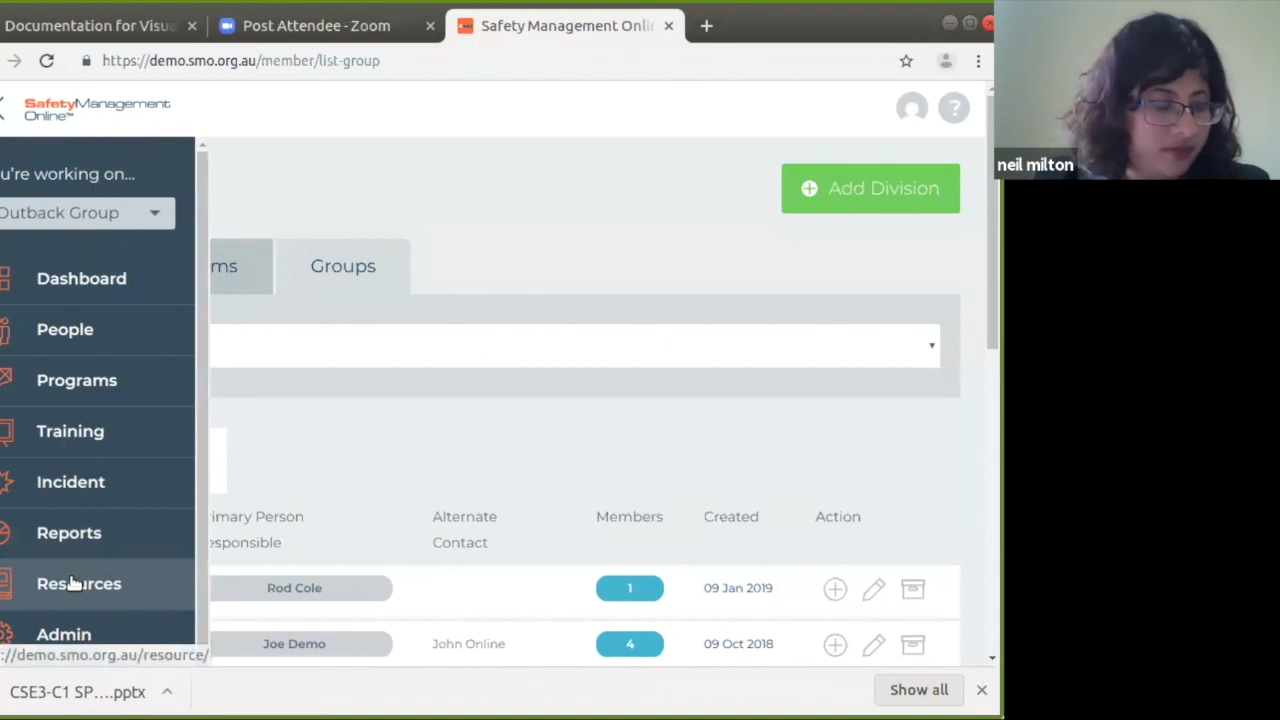 Documentation for Visua
Post Attendee - Zoom
Safety Management Onlin
https://demo.smo.org.au/member/list-group
SafetyManagement
Online™
?
neil milton
u're working on...
Add Division
Outback Group
Dashboard
ms
Groups
People
Programs
Training
Incident
Reports
imary Person
esponsible
Alternate
Contact
Members
Created
Action
Resources
Rod Cole
1
09 Jan 2019
Admin
Joe Demo
John Online
4
09 Oct 2018
://demo.smo.org.au/resource/
CSE3-C1 SP....pptx
Show all